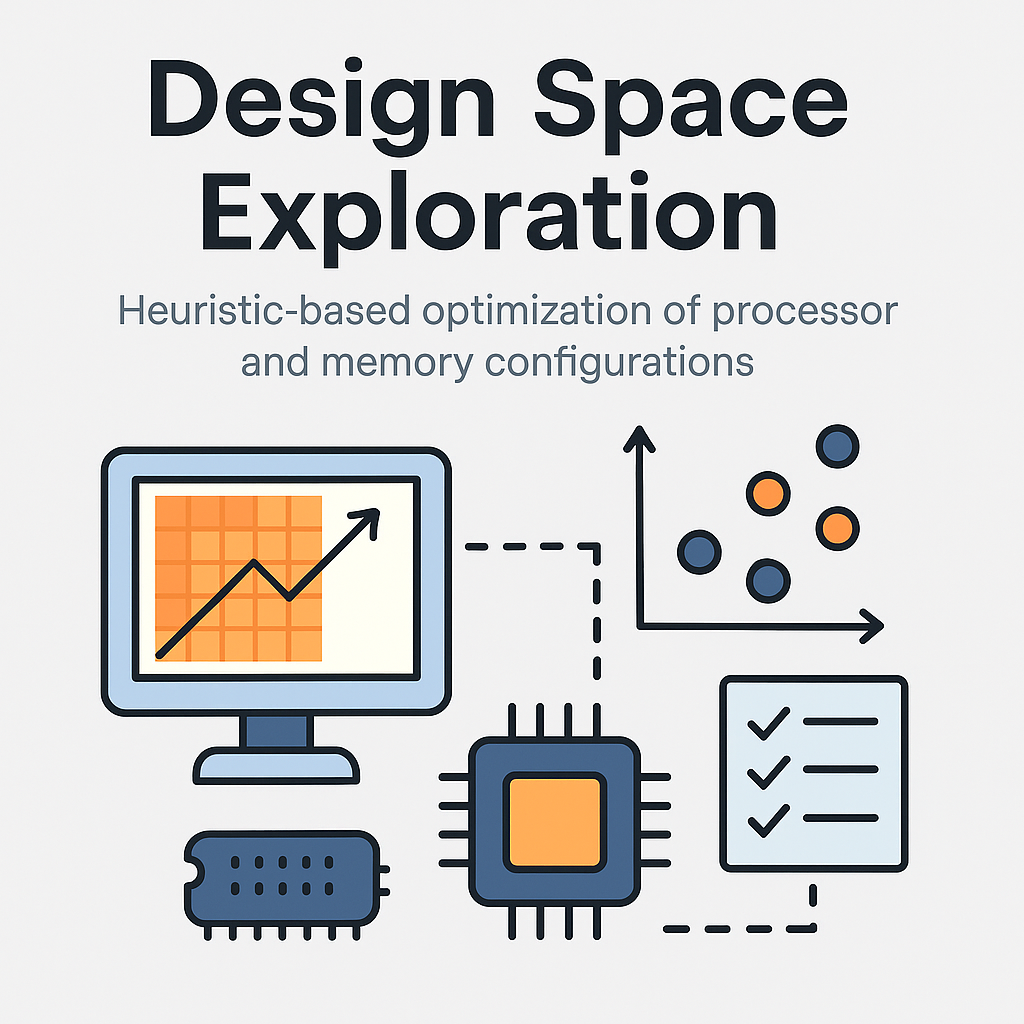 Design Space
Exploration
Heuristic-based optimization of processor
and memory configurations